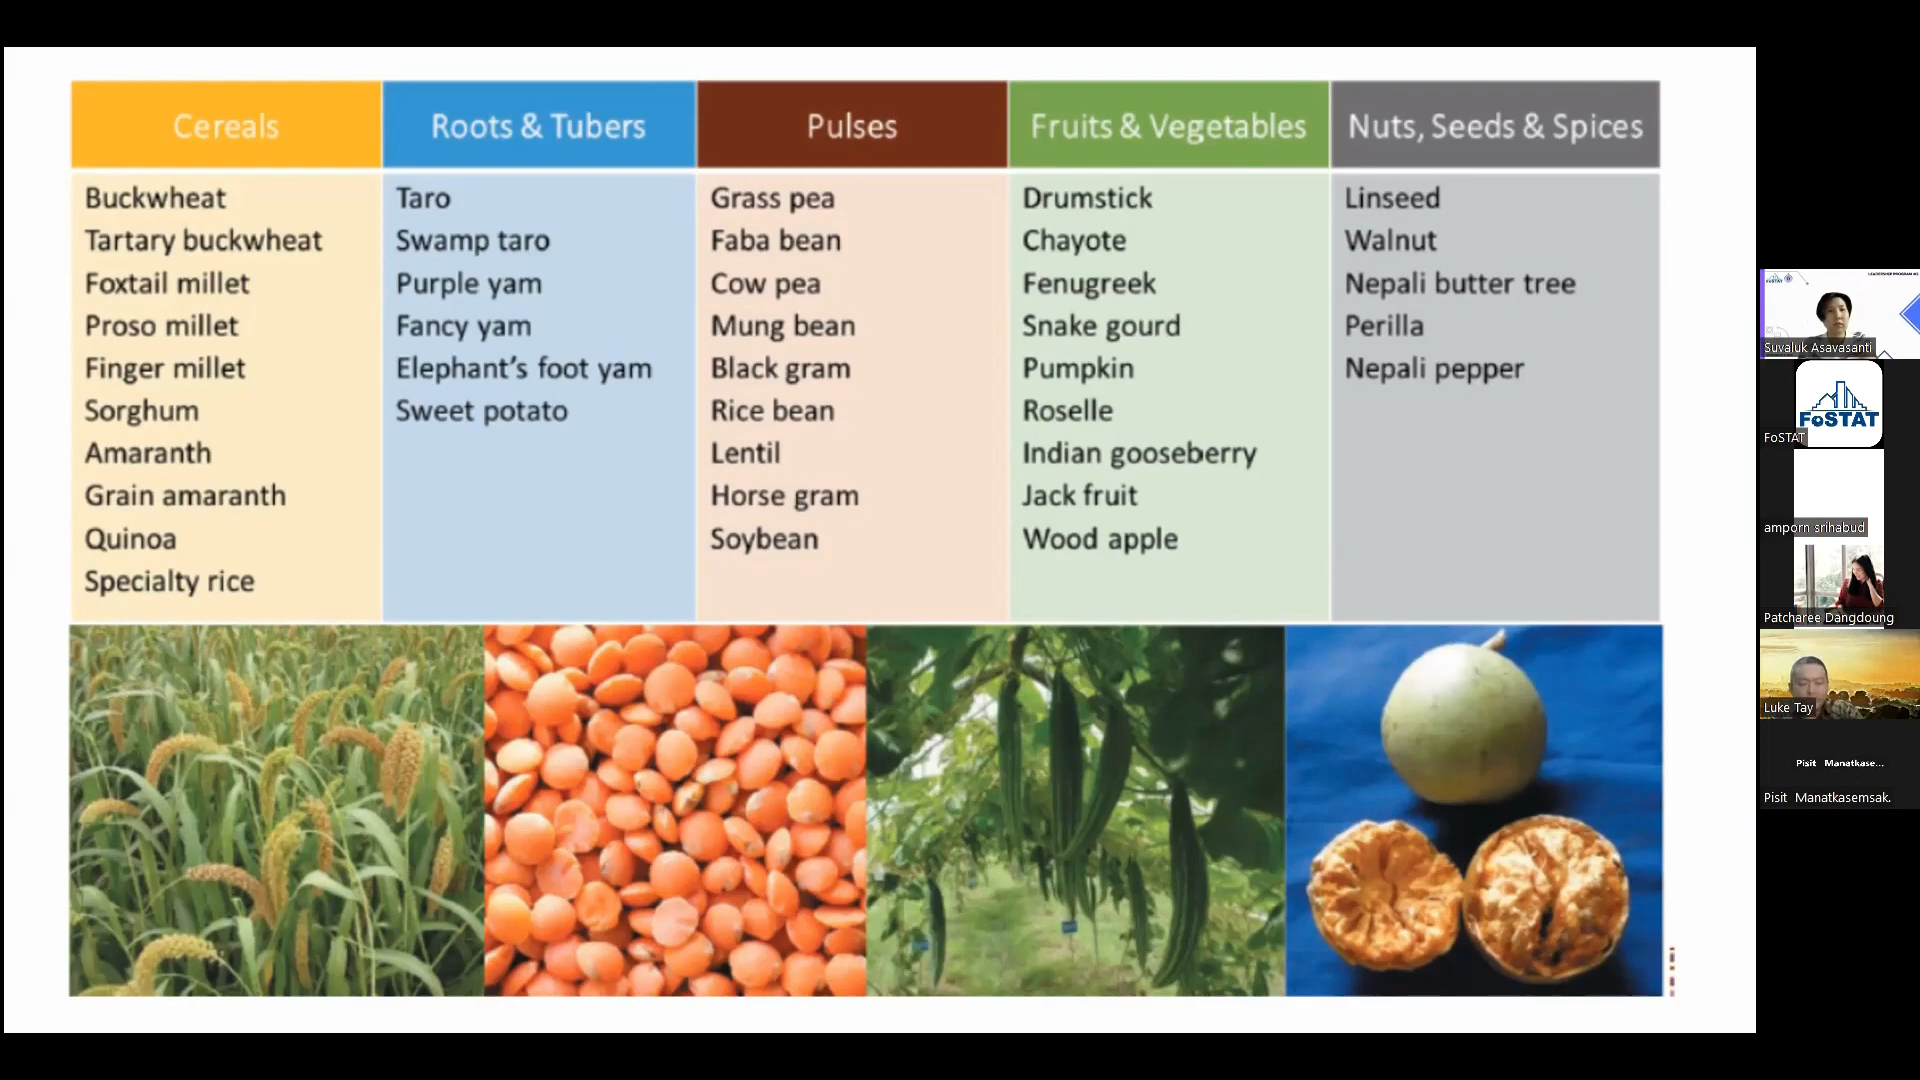 Cereals
Roots & Tubers
Pulses
Fruits & Vegetables
Nuts, Seeds & Spices
Buckwheat
Tartary buckwheat
Foxtail millet
Proso millet
Finger millet
Sorghum
Amaranth
Grain amaranth
Quinoa
Specialty rice
Taro
Swamp taro
Purple yam
Fancy yam
Elephant’s foot yam
Sweet potato
Grass pea
Faba bean
Cow pea
Mung bean
Black gram
Rice bean
Lentil
Horse gram
Soybean
Drumstick
Chayote
Fenugreek
Snake gourd
Pumpkin
Roselle
Indian gooseberry
Jack fruit
Wood apple
Linseed
Walnut
Nepali butter tree
Perilla
Nepali pepper
FoSTAT
LEADERSHIP PROGRAM
Suvaluk Asavasanti
FoSTAT
FoSTAT
amporn srihabud
Patcharee Dangdoung
Luke Tay
Pisit Manatkase...
Pisit Manatkasemsak.